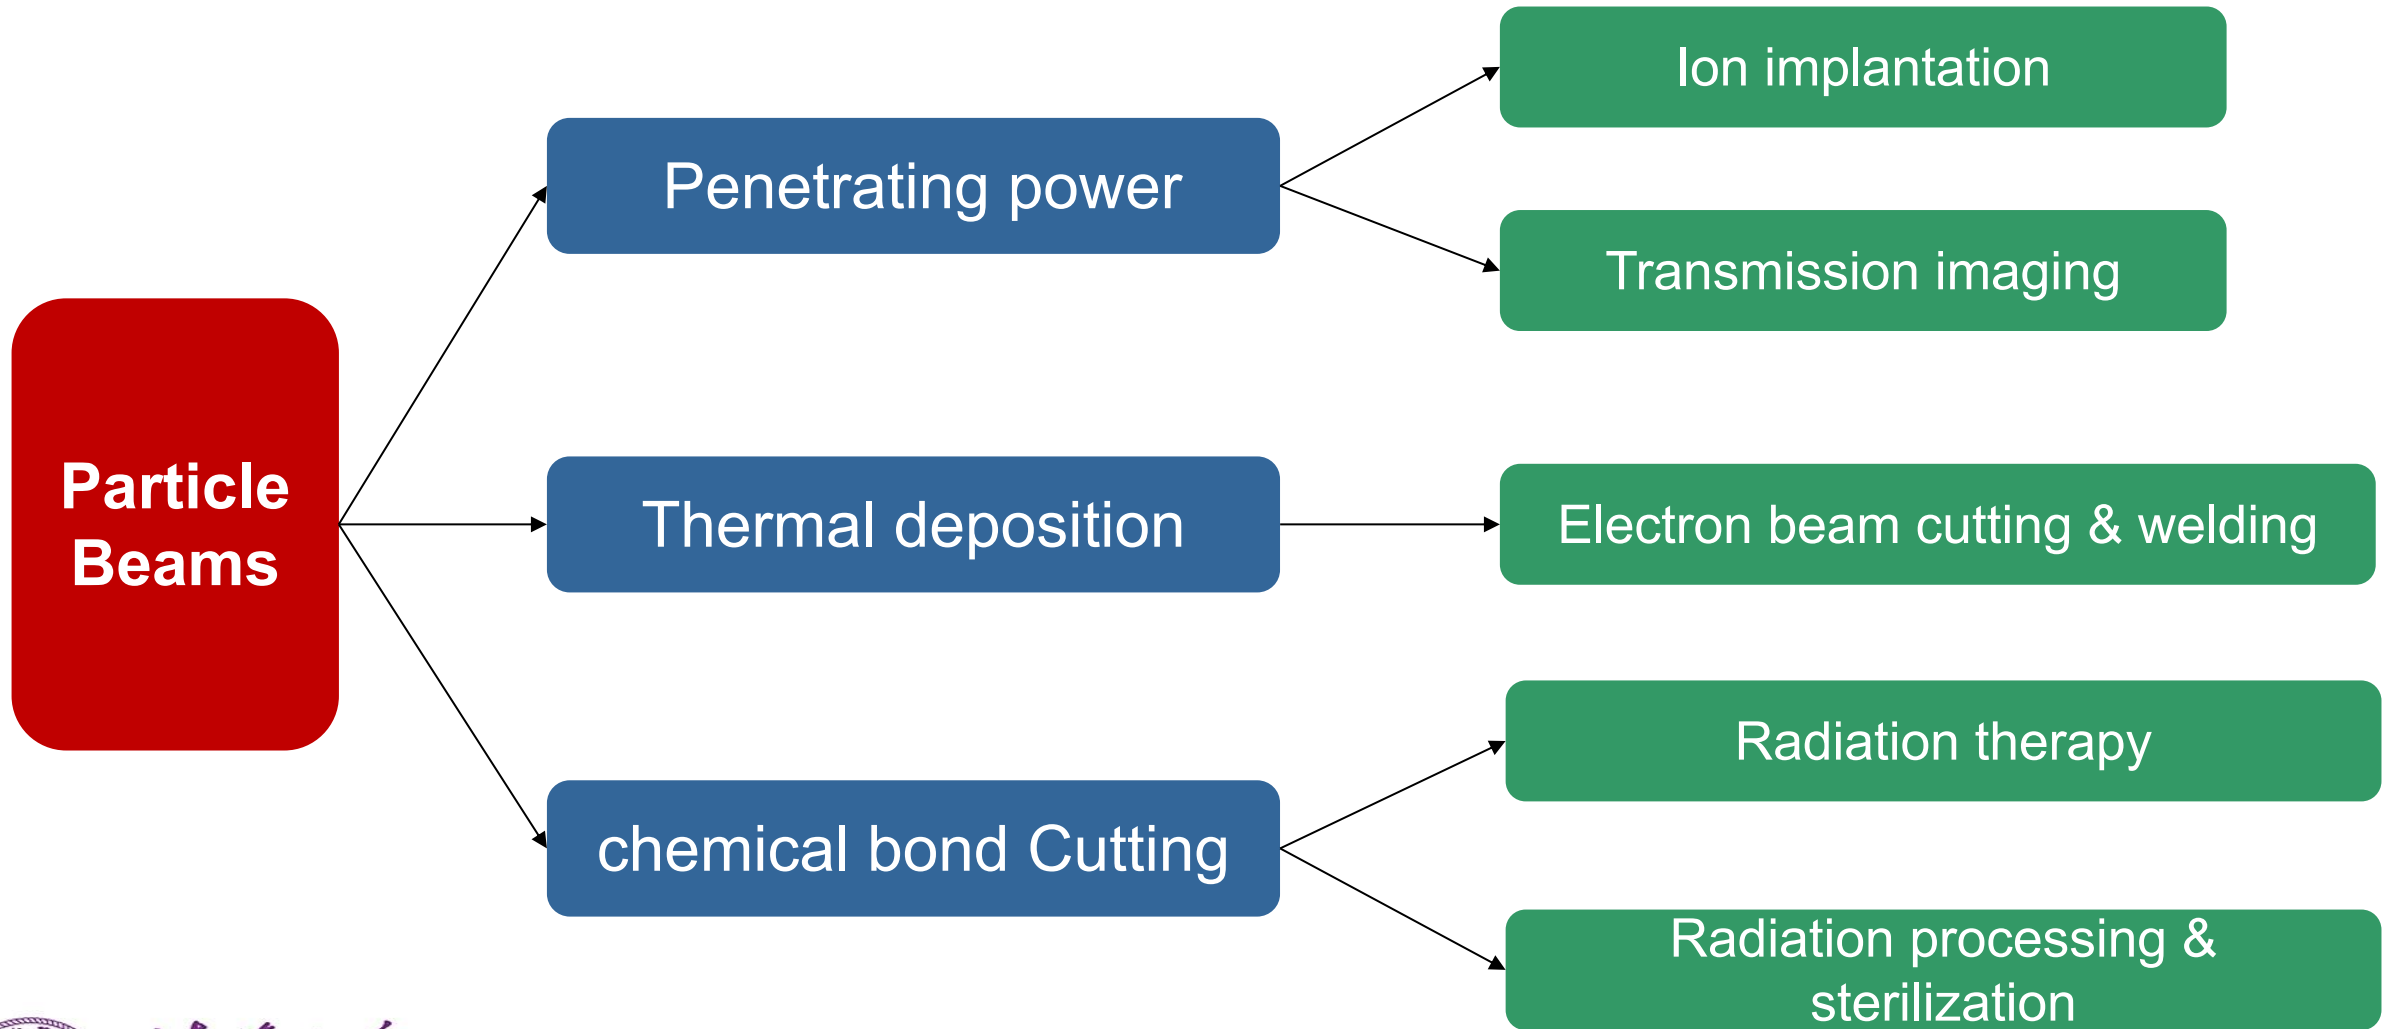 Ion implantation
Penetrating power
Transmission imaging
Particle
Beams
Thermal deposition
Electron beam cutting & welding
Radiation therapy
chemical bond Cutting
Radiation processing &
sterilization